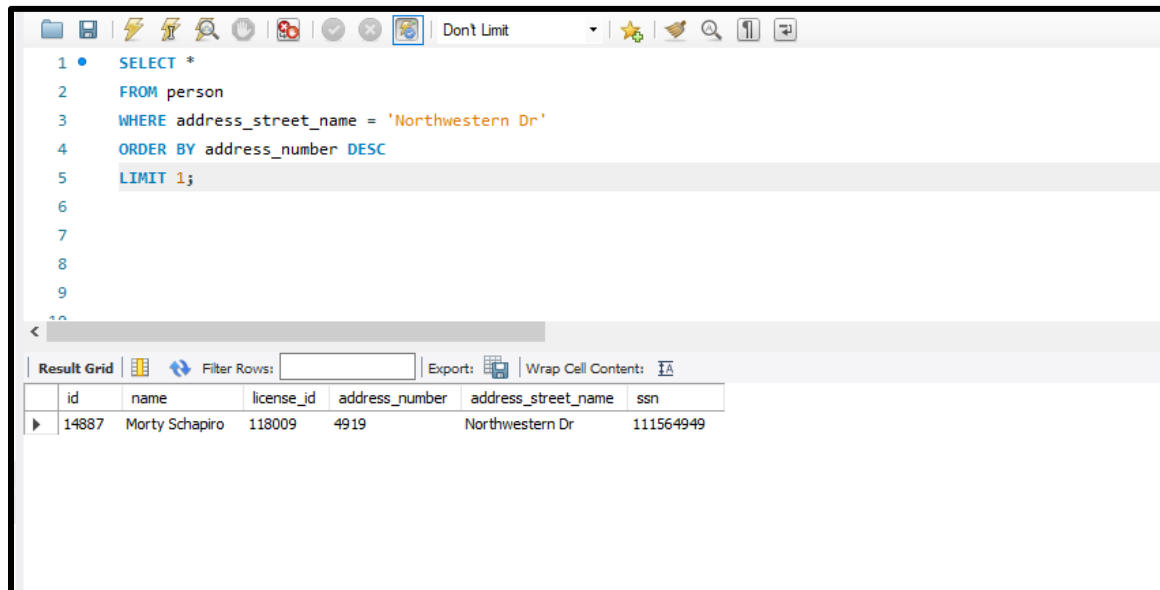 Don't Limit
1 SELECT *
2 FROM person
3 WHERE address_street_name = 'Northwestern Dr'
4 ORDER BY address_number DESC
5 LIMIT 1;
6
7
8
9
10
Result Grid Filter Rows: Export: Wrap Cell Content: IA
id name license_id address_number address_street_name ssn
14887 Morty Schapiro 118009 4919 Northwestern Dr 111564949